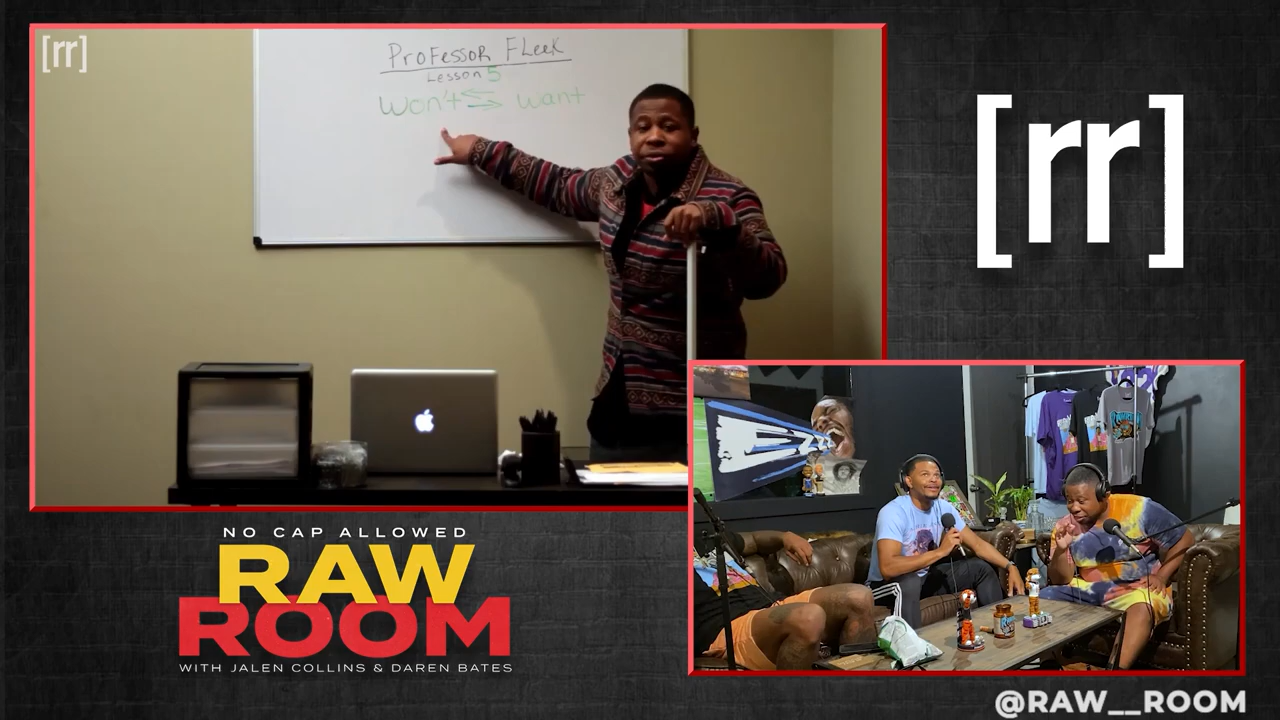 [rr]
Professor Fleek
Lesson 5
Won't want
[rr]
NO CAP ALLOWED
RAW
ROOM
WITH JALEN COLLINS & DAREN BATES
@RAW__ROOM